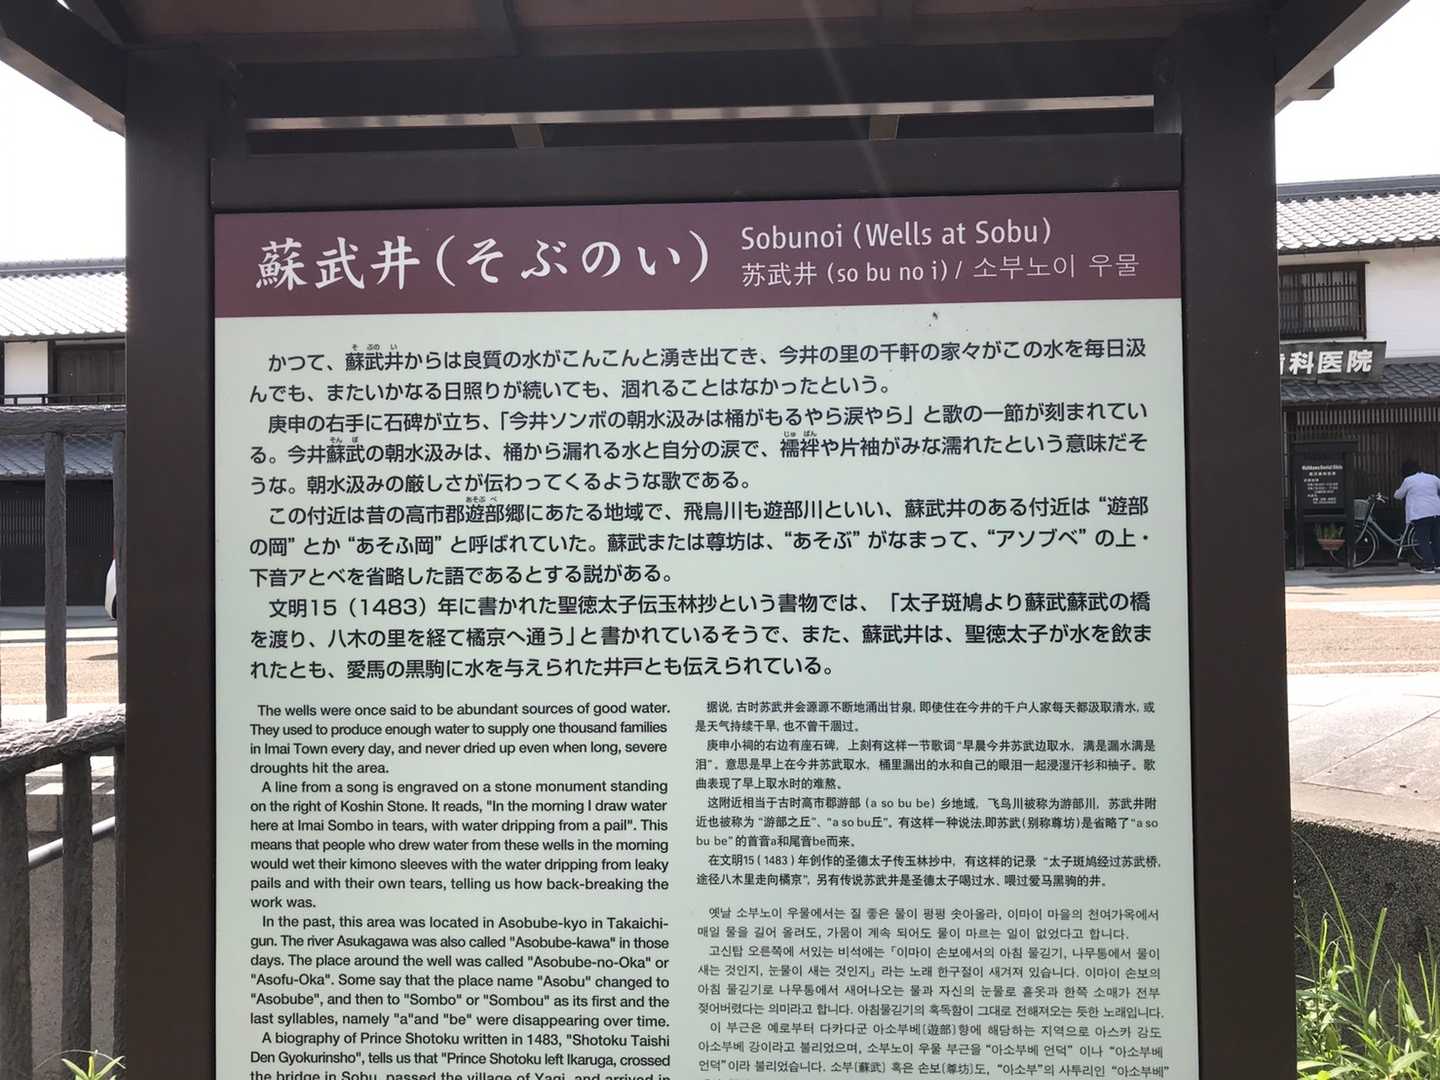 蘇武井(そぶのい)
Sobunoi (Wells at Sobu)
苏武井 (so bu no i) / 소부노이 우물
かつて、蘇武井からは良質の水がこんこんと湧き出てき、今井の里の千軒の家々がこの水を毎日汲
んでも、またいかなる日照りが続いても、涸れることはなかったという。
庚申の右手に石碑が立ち、「今井ソンボの朝水汲みは桶がもるやら涙やら」と歌の一節が刻まれてい
る。今井蘇武の朝水汲みは、桶から漏れる水と自分の涙で、襦袢や片袖がみな濡れたという意味だそ
うな。朝水汲みの厳しさが伝わってくるような歌である。
この付近は昔の高市郡遊部郷にあたる地域で、飛鳥川も遊部川といい、蘇武井のある付近は“遊部
の岡”とか“あそふ岡”と呼ばれていた。蘇武または尊坊は、“あそぶ”がなまって、“アソブベ”の上・
下音アとベを省略した語であるとする説がある。
文明15（1483）年に書かれた聖徳太子伝玉林抄という書物では、「太子斑鳩より蘇武蘇武の橋
を渡り、八木の里を経て橘京へ通う」と書かれているそうで、また、蘇武井は、聖徳太子が水を飲ま
れたとも、愛馬の黒駒に水を与えられた井戸とも伝えられている。
The wells were once said to be abundant sources of good water.
They used to produce enough water to supply one thousand families
in Imai Town every day, and never dried up even when long, severe
droughts hit the area.
A line from a song is engraved on a stone monument standing
on the right of Koshin Stone. It reads, "In the morning I draw water
here at Imai Sombo in tears, with water dripping from a pail". This
means that people who drew water from these wells in the morning
would wet their kimono sleeves with the water dripping from leaky
pails and with their own tears, telling us how back-breaking the
work was.
In the past, this area was located in Asobube-kyo in Takaichi-
gun. The river Asukagawa was also called "Asobube-kawa" in those
days. The place around the well was called "Asobube-no-Oka" or
"Asofu-Oka". Some say that the place name "Asobu" changed to
"Asobube", and then to "Sombo" or "Sombou" as its first and the
last syllables, namely "a"and "be" were disappearing over time.
A biography of Prince Shotoku written in 1483, "Shotoku Taishi
Den Gyokurinsho", tells us that "Prince Shotoku left Ikaruga, crossed
the bridge in Sobu, passed the village of Yagi, and arrived in
据说, 古时苏武井会源源不断地涌出甘泉, 即使住在今井的千户人家每天都汲取清水, 或
是天气持续干旱, 也不曾干涸过。
庚申小祠的右边有座石碑, 上刻有这样一节歌词“早晨今井苏武边取水, 满是漏水满是
泪”。意思是早上在今井苏武取水, 桶里漏出的水和自己的眼泪一起浸湿汗衫和袖子。歌
曲表现了早上取水时的难熬。
这附近相当于古时高市郡游部 (a so bu be) 乡地域, 飞鸟川被称为游部川, 苏武井附
近也被称为“游部之丘”、“a so bu丘”。有这样一种说法,即苏武(别称尊坊)是省略了“a so
bu be”的首音a和尾音be而来。
在文明15 (1483) 年创作的圣德太子传玉林抄中, 有这样的记录“太子斑鸠经过苏武桥,
途径八木里走向橘京”, 另有传说苏武井是圣德太子喝过水、喂过爱马黑驹的井。
옛날 소부노이 우물에서는 질 좋은 물이 펑펑 솟아올라, 이마이 마을의 천여가옥에서
매일 물을 길어 올려도, 가뭄이 계속 되어도 물이 마르는 일이 없었다고 합니다.
고신탑 오른쪽에 서있는 비석에는「이마이 손보에서의 아침 물긷기, 나무통에서 물이
새는 것인지, 눈물이 새는 것인지」라는 노래 한구절이 새겨져 있습니다. 이마이 손보의
아침 물긷기로 나무통에서 새어나오는 물과 자신의 눈물로 홑옷과 한쪽 소매가 전부
젖어버렸다는 의미라고 합니다. 아침물긷기의 혹독함이 그대로 전해져오는 듯한 노래입니다.
이 부근은 예로부터 다카다군 아소부베(遊部)향에 해당하는 지역으로 아스카 강도
아소부베 강이라고 불리었으며, 소부노이 우물 부근을 “아소부베 언덕” 이나 “아소부베
언덕”이라 불리었습니다. 소부(蘇武) 혹은 손보(尊坊)도, “아소부”의 사투리인 “아소부베”
歯科医院